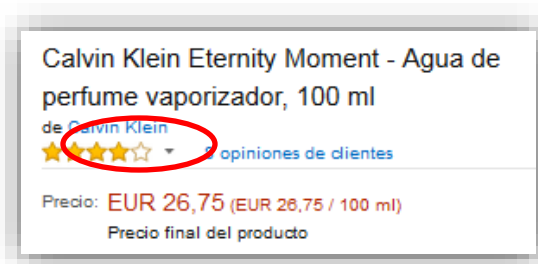 Calvin Klein Eternity Moment - Agua de
perfume vaporizador, 100 ml
de Calvin Klein
opiniones de clientes
Precio: EUR 26,75 (EUR 26,75 / 100 ml)
Precio final del producto